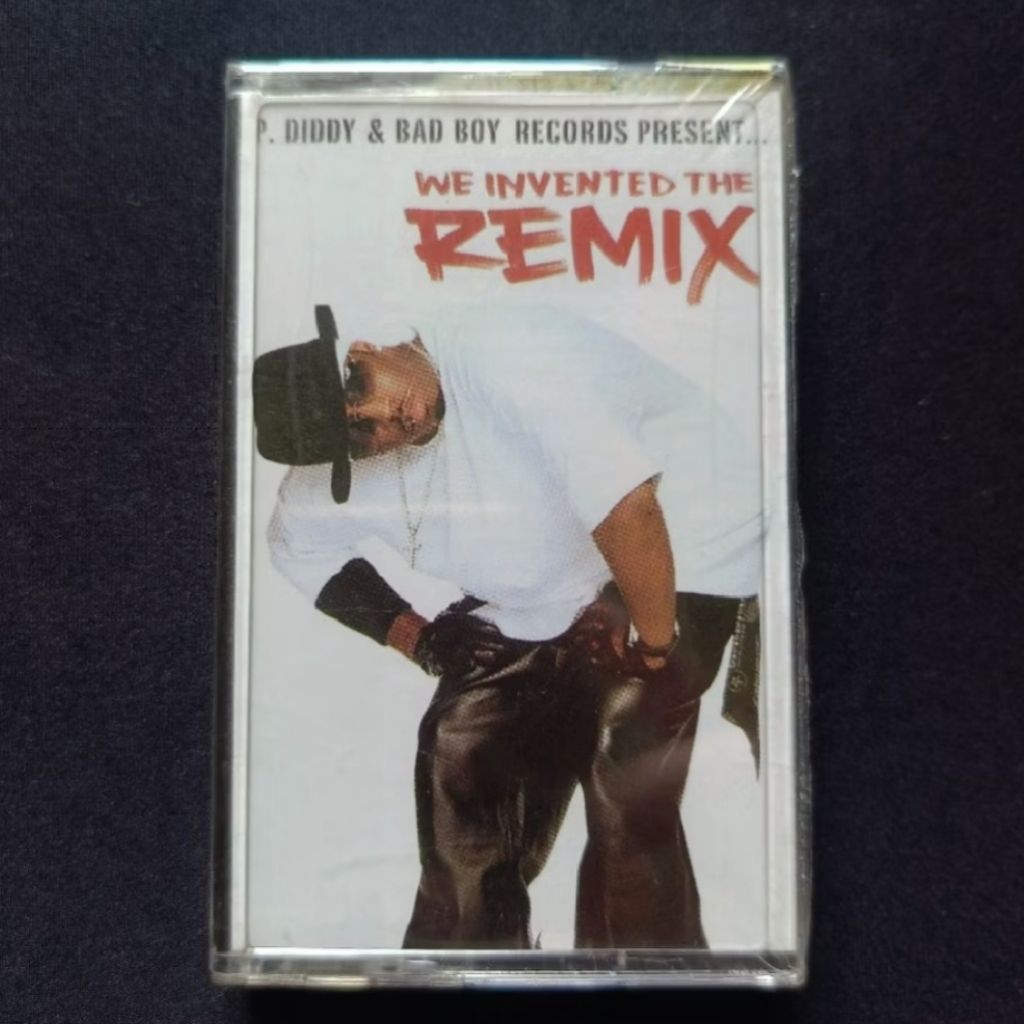 P. DIDDY & BAD BOY RECORDS PRESENT...
WE INVENTED THE
REMIX